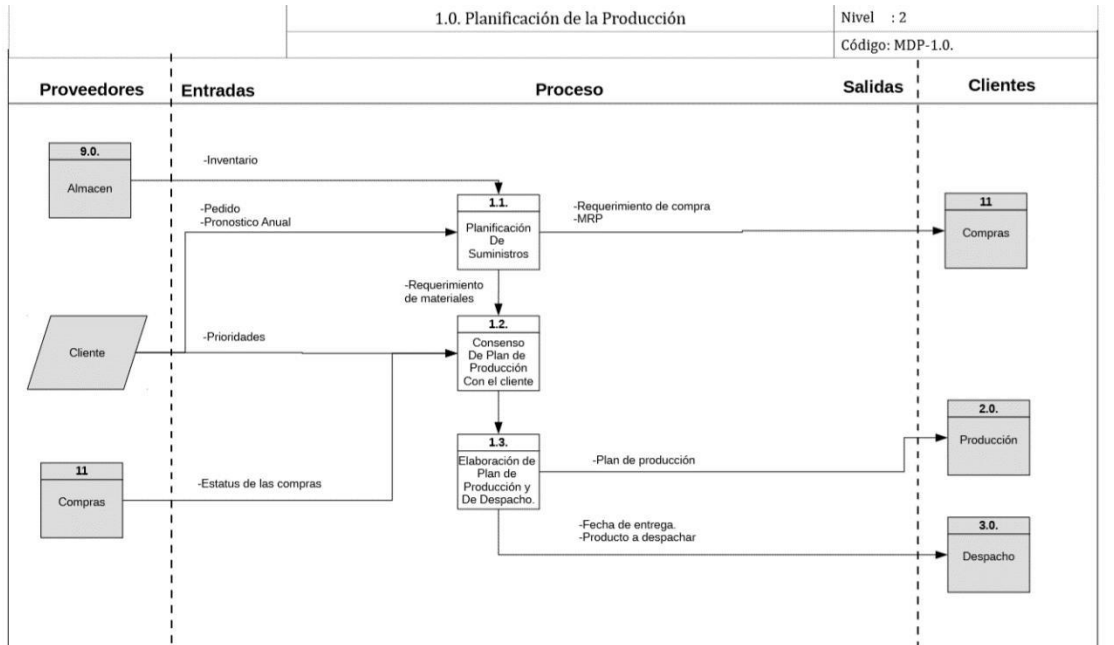 1.0. Planificación de la Producción
Nivel : 2
Código: MDP-1.0.
Proveedores
Entradas
Proceso
Salidas
Clientes
9.0.
Almacen
-Inventario
-Pedido
-Pronostico Anual
1.1.
Planificación
De
Suministros
-Requerimiento de compra
-MRP
11
Compras
-Requerimiento
de materiales
Cliente
-Prioridades
1.2.
Consenso
De Plan de
Producción
Con el cliente
2.0.
Producción
1.3.
Elaboración de
Plan de
Producción y
De Despacho.
-Plan de producción
11
Compras
-Estatus de las compras
-Fecha de entrega.
-Producto a despachar
3.0.
Despacho